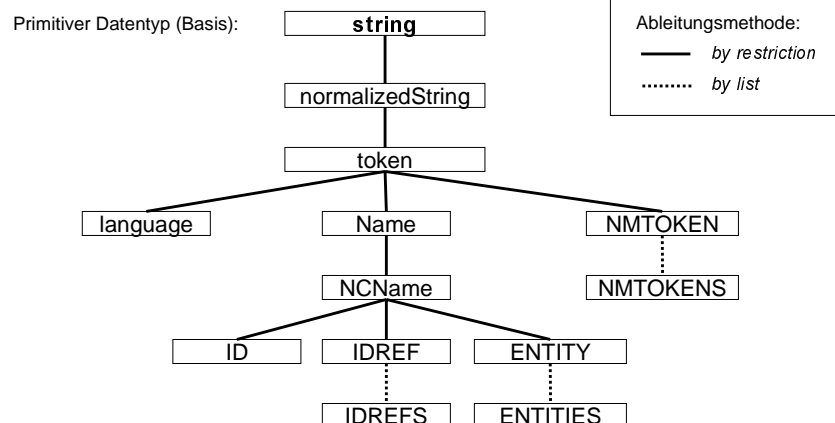 Primitiver Datentyp (Basis):
string
Ableitungsmethode:
by restriction
by list
normalizedString
token
language
Name
NMTOKEN
NCName
NMTOKENS
ID
IDREF
ENTITY
IDREFS
ENTITIES